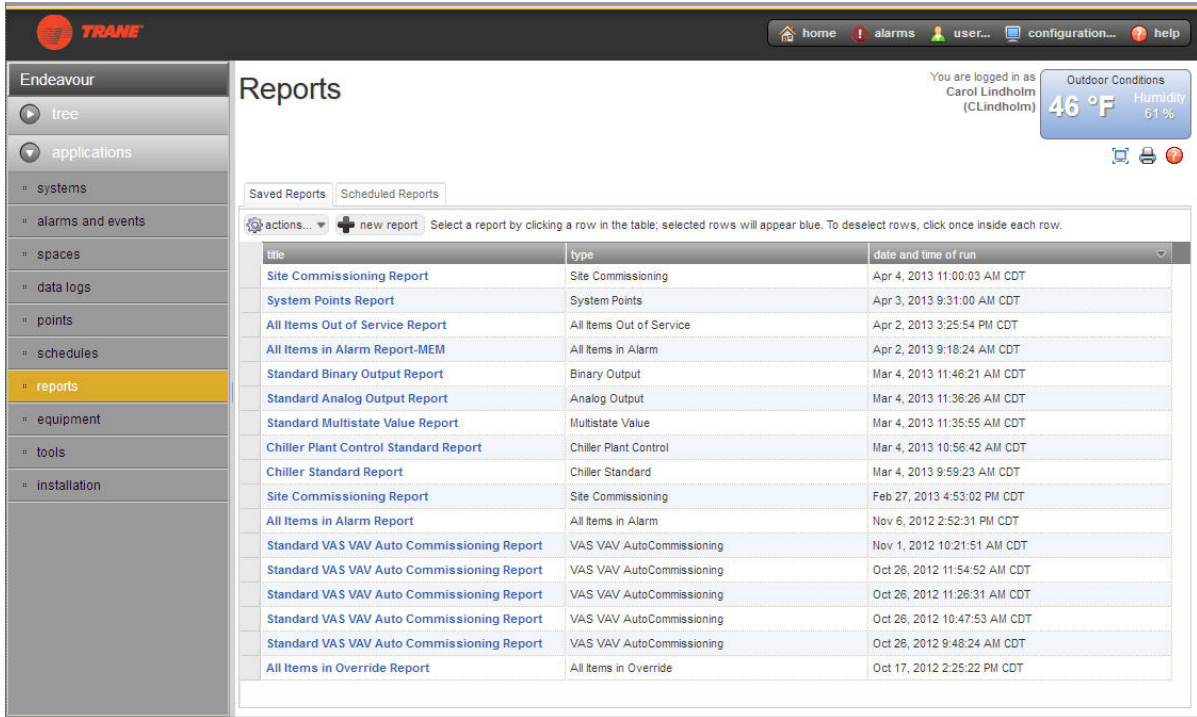 TRANE
home alarms user... configuration... help
Endeavour
tree
applications
systems
alarms and events
spaces
data logs
points
schedules
reports
equipment
tools
installation
Reports
You are logged in as
Carol Lindholm
(CLindholm)
Outdoor Conditions
46 °F
Humidity
61 %
Saved Reports Scheduled Reports
actions... new report Select a report by clicking a row in the table; selected rows will appear blue. To deselect rows, click once inside each row.
title type date and time of run
Site Commissioning Report Site Commissioning Apr 4, 2013 11:00:03 AM CDT
System Points Report System Points Apr 3, 2013 9:31:00 AM CDT
All Items Out of Service Report All Items Out of Service Apr 2, 2013 3:25:54 PM CDT
All Items in Alarm Report-MEM All Items in Alarm Apr 2, 2013 9:18:24 AM CDT
Standard Binary Output Report Binary Output Mar 4, 2013 11:46:21 AM CDT
Standard Analog Output Report Analog Output Mar 4, 2013 11:36:26 AM CDT
Standard Multistate Value Report Multistate Value Mar 4, 2013 11:35:55 AM CDT
Chiller Plant Control Standard Report Chiller Plant Control Mar 4, 2013 10:56:42 AM CDT
Chiller Standard Report Chiller Standard Mar 4, 2013 9:59:23 AM CDT
Site Commissioning Report Site Commissioning Feb 27, 2013 4:53:02 PM CDT
All Items in Alarm Report All Items in Alarm Nov 6, 2012 2:52:31 PM CDT
Standard VAS VAV Auto Commissioning Report VAS VAV AutoCommissioning Nov 1, 2012 10:21:51 AM CDT
Standard VAS VAV Auto Commissioning Report VAS VAV AutoCommissioning Oct 26, 2012 11:54:52 AM CDT
Standard VAS VAV Auto Commissioning Report VAS VAV AutoCommissioning Oct 26, 2012 11:26:31 AM CDT
Standard VAS VAV Auto Commissioning Report VAS VAV AutoCommissioning Oct 26, 2012 10:47:53 AM CDT
Standard VAS VAV Auto Commissioning Report VAS VAV AutoCommissioning Oct 26, 2012 9:48:24 AM CDT
All Items in Override Report All Items in Override Oct 17, 2012 2:25:22 PM CDT